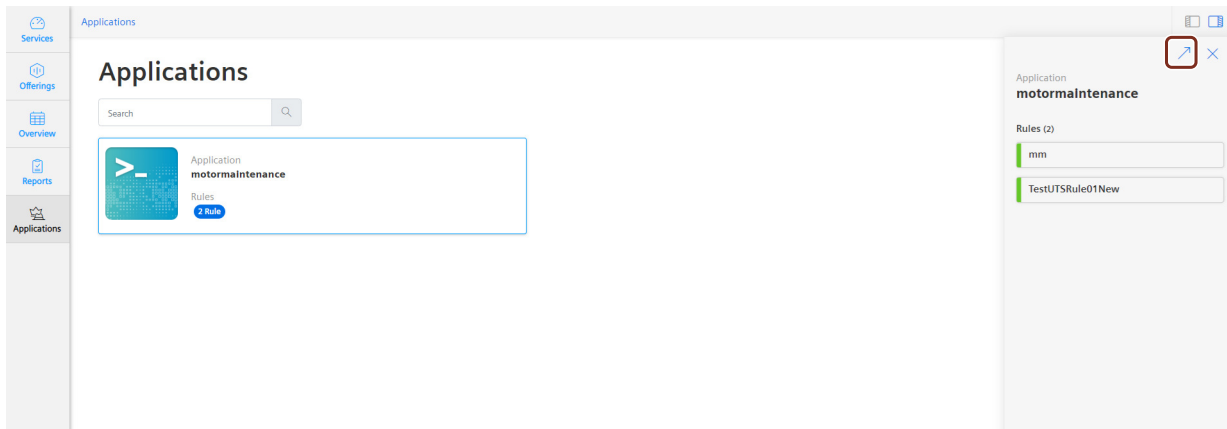 Services
Offerings
Overview
Reports
Applications
Applications
Applications
Search
>_
Application
motormaintenance
Rules
2 Rule
Application
motormaIntenance
Rules (2)
mm
TestUTSRule01New